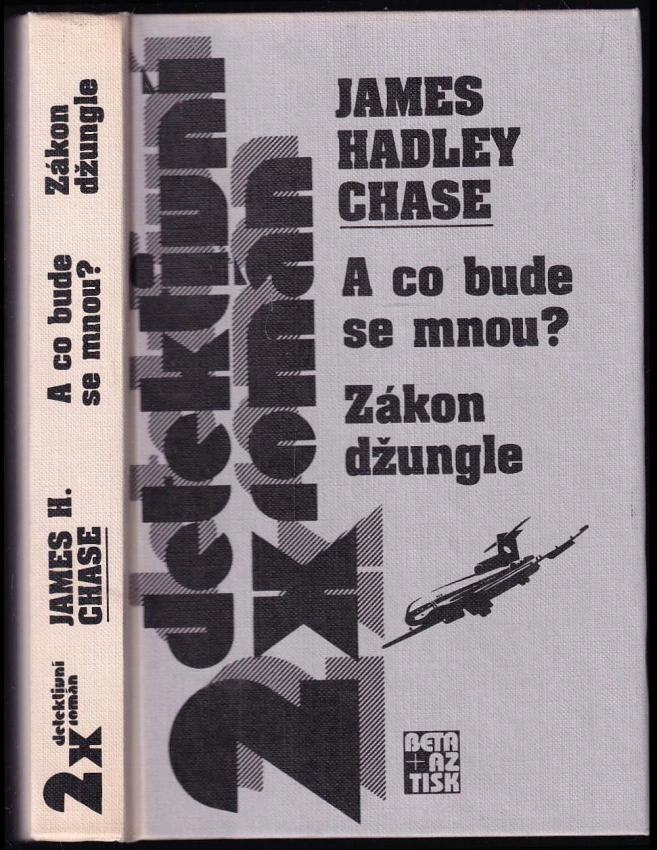 Zákon
džungle
A co bude
se mnou?
JAMES H.
CHASE
2x
detektivní
román
2x
detektivní
román
JAMES
HADLEY
CHASE
A co bude
se mnou?
Zákon
džungle
BETA
+AZ
TISK